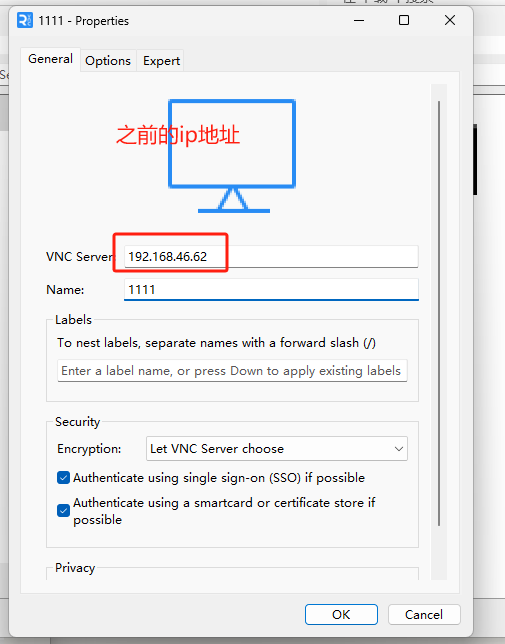 1111 - Properties
General
Options
Expert
之前的ip地址
VNC Server
192.168.46.62
Name:
1111
Labels
To nest labels, separate names with a forward slash (/)
Enter a label name, or press Down to apply existing labels
Security
Encryption:
Let VNC Server choose
Authenticate using single sign-on (SSO) if possible
Authenticate using a smartcard or certificate store if
possible
Privacy
OK
Cancel